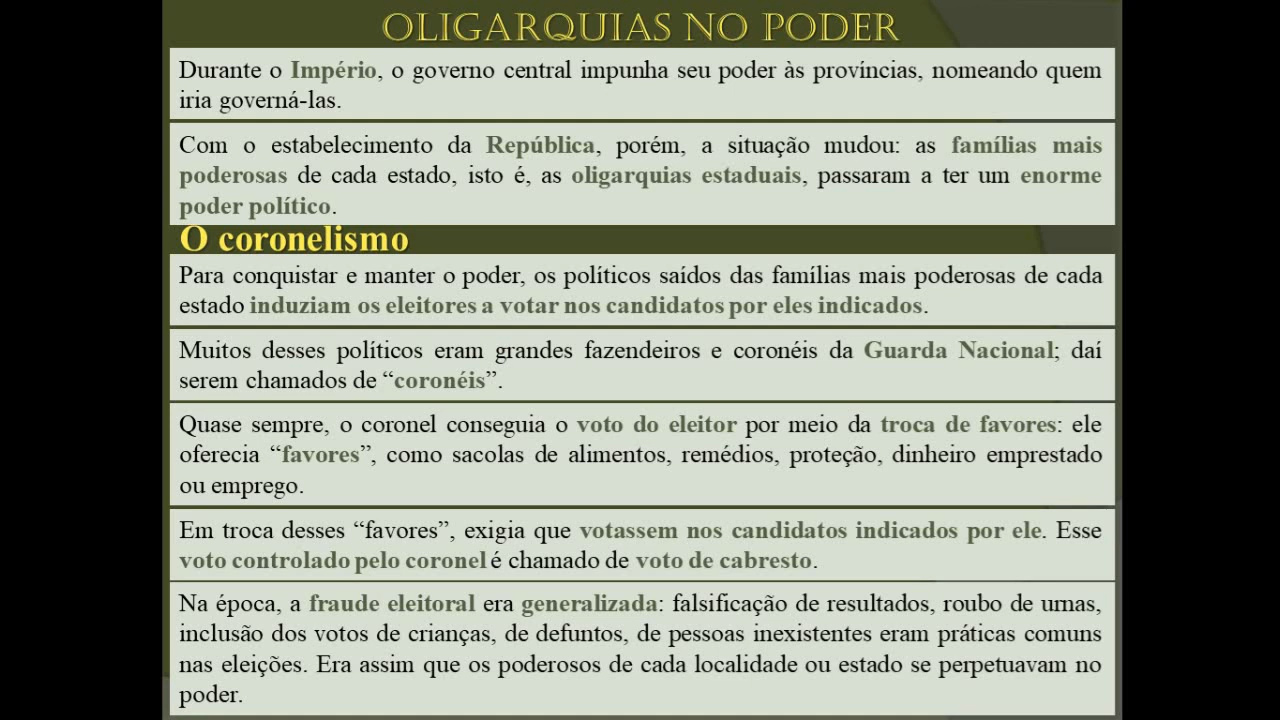 OLIGARQUIAS NO PODER
Durante o Império, o governo central impunha seu poder às províncias, nomeando quem
iria governá-las.
Com o estabelecimento da República, porém, a situação mudou: as famílias mais
poderosas de cada estado, isto é, as oligarquias estaduais, passaram a ter um enorme
poder político.
O coronelismo
Para conquistar e manter o poder, os políticos saídos das famílias mais poderosas de cada
estado induziam os eleitores a votar nos candidatos por eles indicados.
Muitos desses políticos eram grandes fazendeiros e coronéis da Guarda Nacional; daí
serem chamados de “coronéis”.
Quase sempre, o coronel conseguia o voto do eleitor por meio da troca de favores: ele
oferecia “favores”, como sacolas de alimentos, remédios, proteção, dinheiro emprestado
ou emprego.
Em troca desses “favores”, exigia que votassem nos candidatos indicados por ele. Esse
voto controlado pelo coronel é chamado de voto de cabresto.
Na época, a fraude eleitoral era generalizada: falsificação de resultados, roubo de urnas,
inclusão dos votos de crianças, de defuntos, de pessoas inexistentes eram práticas comuns
nas eleições. Era assim que os poderosos de cada localidade ou estado se perpetuavam no
poder.